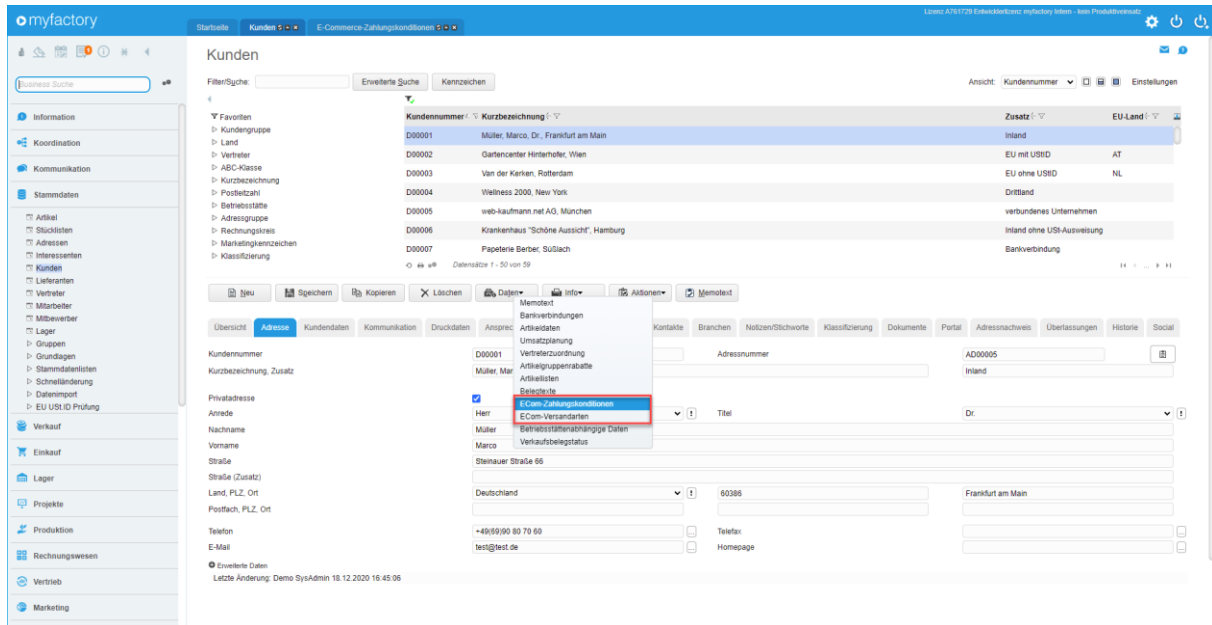 Lizenz A761729 Entwicklerlizenz myfactory Intern - kein Produktiveinsatz
myfactory
Startseite Kunden E-Commerce-Zahlungskonditionen
Kunden
Business Suche
Filter/Suche: Erweiterte Suche Kennzeichen Ansicht: Kundennummer Einstellungen
Information
Koordination
Kommunikation
Stammdaten
Artikel
Stücklisten
Adressen
Interessenten
Kunden
Lieferanten
Vertreter
Mitarbeiter
Mitbewerber
Lager
Gruppen
Grundlagen
Stammdatenlisten
Schnelländerung
Datenimport
EU USt.ID Prüfung
Verkauf
Einkauf
Lager
Projekte
Produktion
Rechnungswesen
Vertrieb
Marketing
Favoriten
Kundengruppe
Land
Vertreter
ABC-Klasse
Kurzbezeichnung
Postleitzahl
Betriebsstätte
Adressgruppe
Rechnungskreis
Marketingkennzeichen
Klassifizierung
Kundennummer Kurzbezeichnung Zusatz EU-Land
D00001 Müller, Marco, Dr., Frankfurt am Main Inland
D00002 Gartencenter Hinterhofer, Wien EU mit UStID AT
D00003 Van der Kerken, Rotterdam EU ohne UStID NL
D00004 Wellness 2000, New York Drittland
D00005 web-kaufmann.net AG, München verbundenes Unternehmen
D00006 Krankenhaus "Schöne Aussicht", Hamburg Inland ohne USt-Ausweisung
D00007 Papeterie Berber, Süßlach Bankverbindung
Datensätze 1 - 50 von 59
Neu Speichern Kopieren Löschen Daten Info Aktionen Memotext
Memotext
Bankverbindungen
Artikeldaten
Umsatzplanung
Vertreterzuordnung
Artikelgruppenrabatte
Artikellisten
Belegtexte
ECom-Zahlungskonditionen
ECom-Versandarten
Betriebsstättenabhängige Daten
Verkaufsbelegstatus
Übersicht Adresse Kundendaten Kommunikation Druckdaten Ansprec Kontakte Branchen Notizen/Stichworte Klassifizierung Dokumente Portal Adressnachweis Überlassungen Historie Social
Kundennummer D00001 Adressnummer AD00005
Kurzbezeichnung, Zusatz Müller, Mar Inland
Privatadresse
Anrede Herr Titel Dr.
Nachname Müller
Vorname Marco
Straße Steinauer Straße 66
Straße (Zusatz)
Land, PLZ, Ort Deutschland 60386 Frankfurt am Main
Postfach, PLZ, Ort
Telefon +49(69)90 80 70 60 Telefax
E-Mail test@test.de Homepage
Erweiterte Daten
Letzte Änderung: Demo SysAdmin 18.12.2020 16:45:06